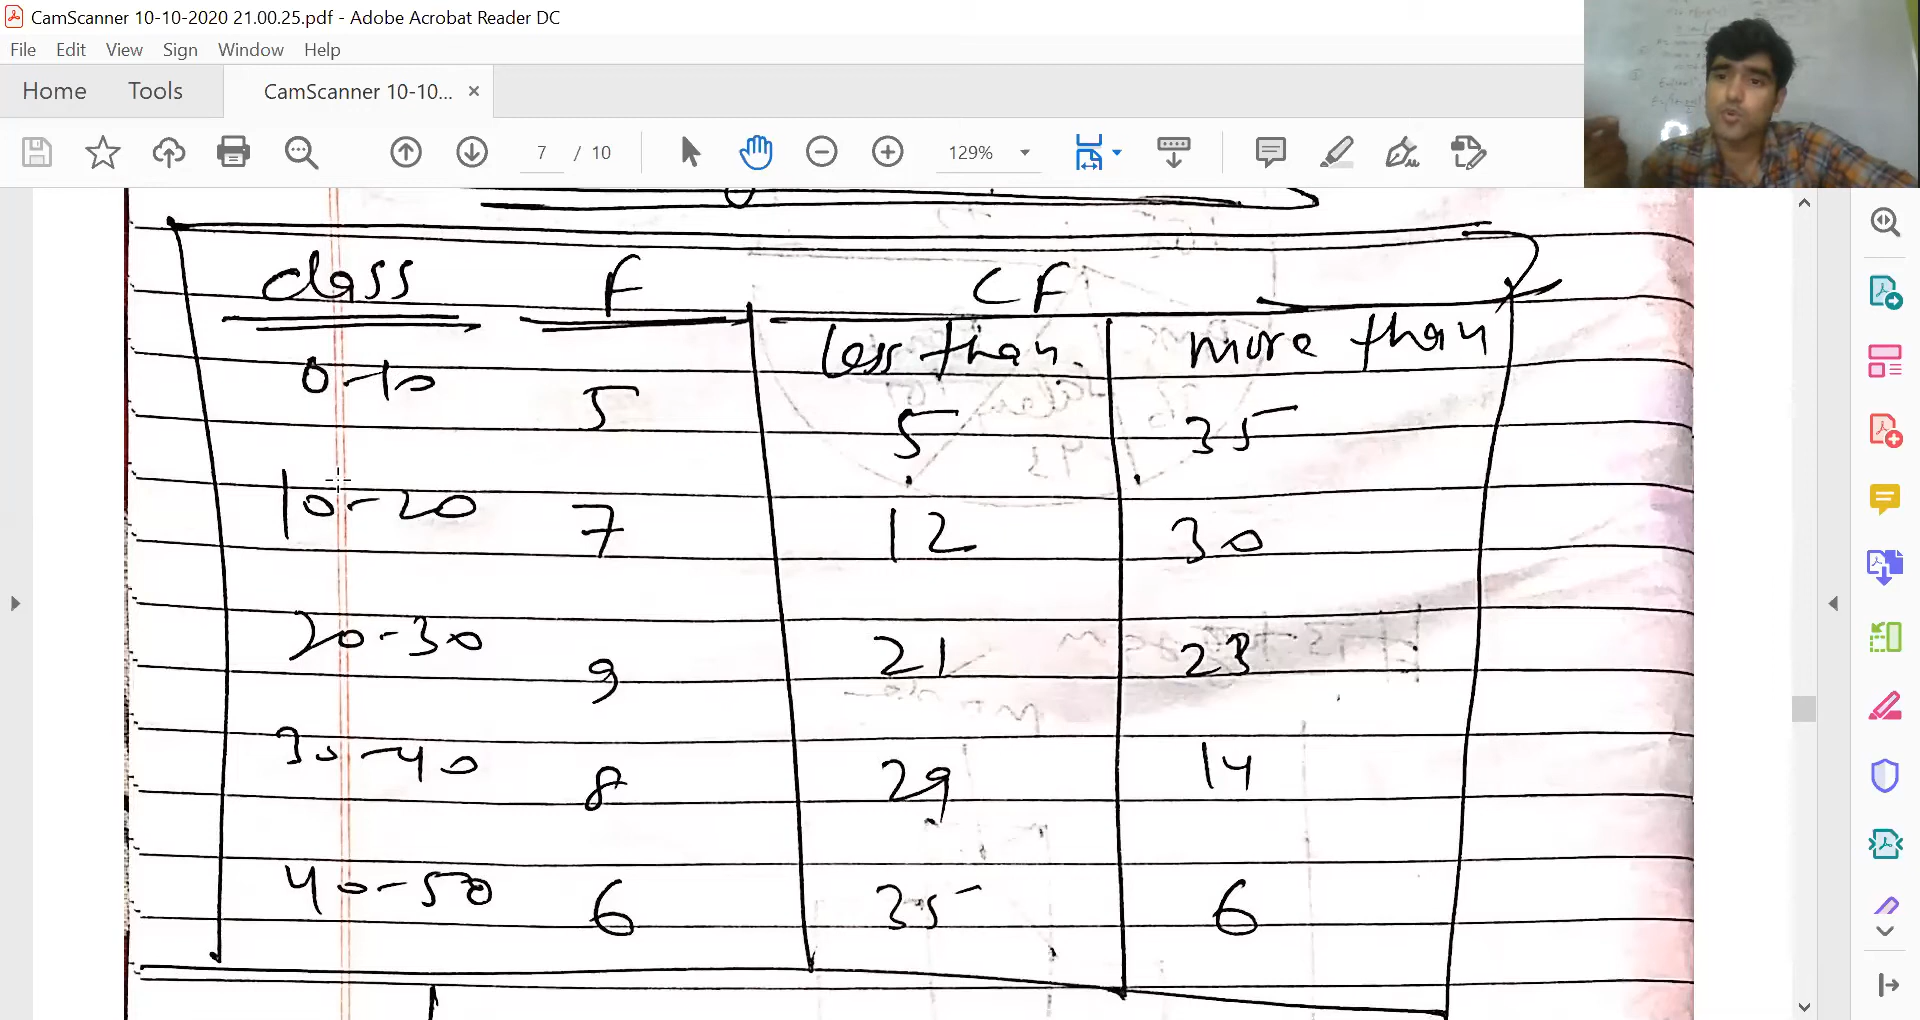 CamScanner 10-10-2020 21.00.25.pdf - Adobe Acrobat Reader DC
File Edit View Sign Window Help
Home Tools CamScanner 10-10... ×
7 / 10 129%
class F CF
less than more than
0-10 5 5 35
10-20 7 12 30
20-30 9 21 23
30-40 8 29 14
40-50 6 35 6